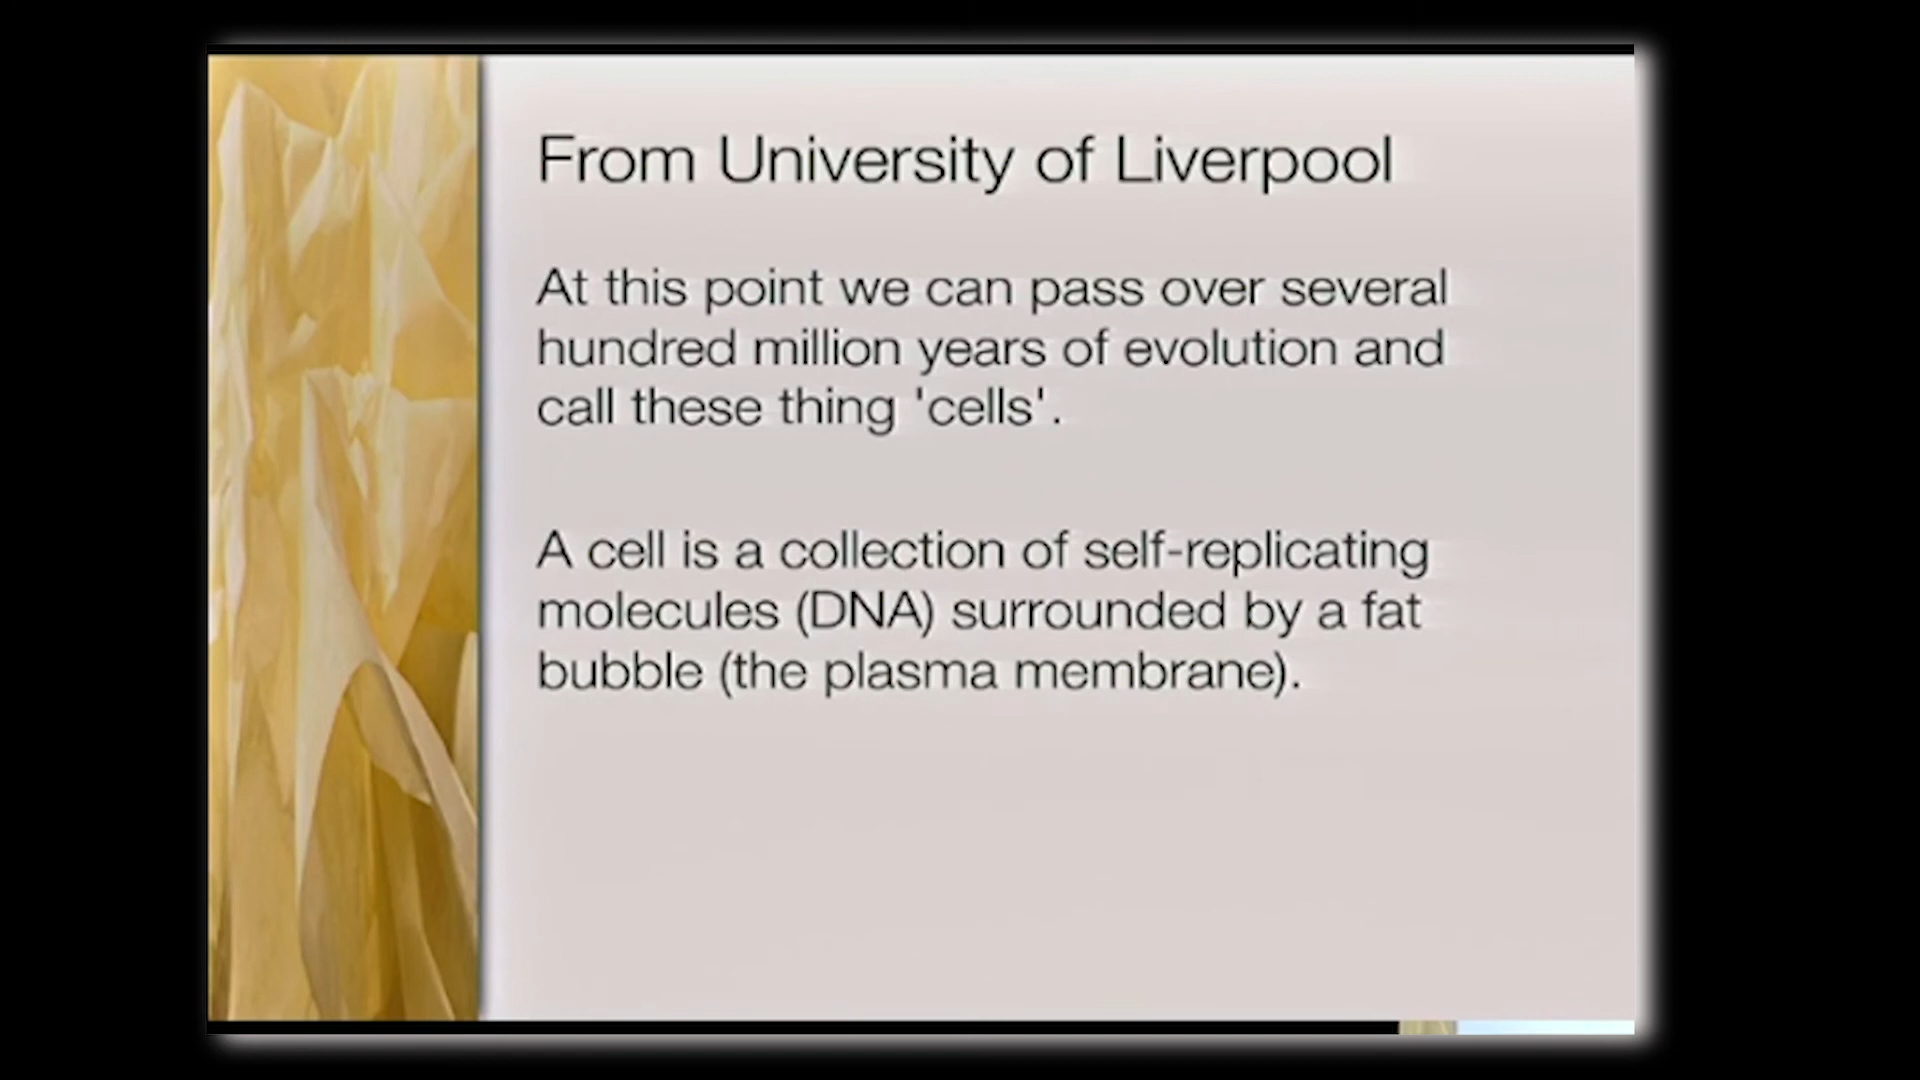 From University of Liverpool
At this point we can pass over several
hundred million years of evolution and
call these thing 'cells'.
A cell is a collection of self-replicating
molecules (DNA) surrounded by a fat
bubble (the plasma membrane).